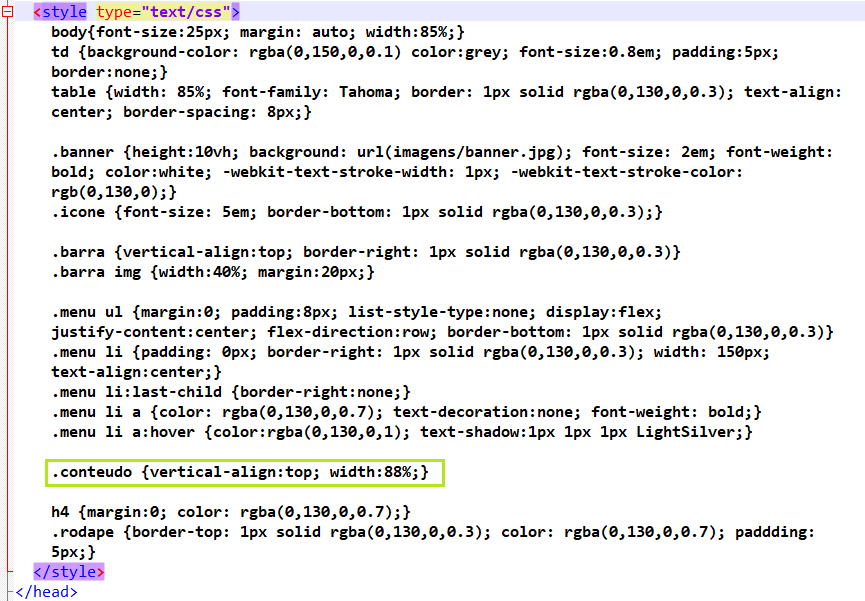 <style type="text/css">
body{font-size:25px; margin: auto; width:85%;}
td {background-color: rgba(0,150,0,0.1) color:grey; font-size:0.8em; padding:5px;
border:none;}
table {width: 85%; font-family: Tahoma; border: 1px solid rgba(0,130,0,0.3); text-align:
center; border-spacing: 8px;}
.banner {height:10vh; background: url(imagens/banner.jpg); font-size: 2em; font-weight:
bold; color:white; -webkit-text-stroke-width: 1px; -webkit-text-stroke-color:
rgb(0,130,0);}
.icone {font-size: 5em; border-bottom: 1px solid rgba(0,130,0,0.3);}
.barra {vertical-align:top; border-right: 1px solid rgba(0,130,0,0.3)}
.barra img {width:40%; margin:20px;}
.menu ul {margin:0; padding:8px; list-style-type:none; display:flex;
justify-content:center; flex-direction:row; border-bottom: 1px solid rgba(0,130,0,0.3)}
.menu li {padding: 0px; border-right: 1px solid rgba(0,130,0,0.3); width: 150px;
text-align:center;}
.menu li:last-child {border-right:none;}
.menu li a {color: rgba(0,130,0,0.7); text-decoration:none; font-weight: bold;}
.menu li a:hover {color:rgba(0,130,0,1); text-shadow:1px 1px 1px LightSilver;}
.conteudo {vertical-align:top; width:88%;}
h4 {margin:0; color: rgba(0,130,0,0.7);}
.rodape {border-top: 1px solid rgba(0,130,0,0.3); color: rgba(0,130,0,0.7); paddding:
5px;}
</style>
</head>